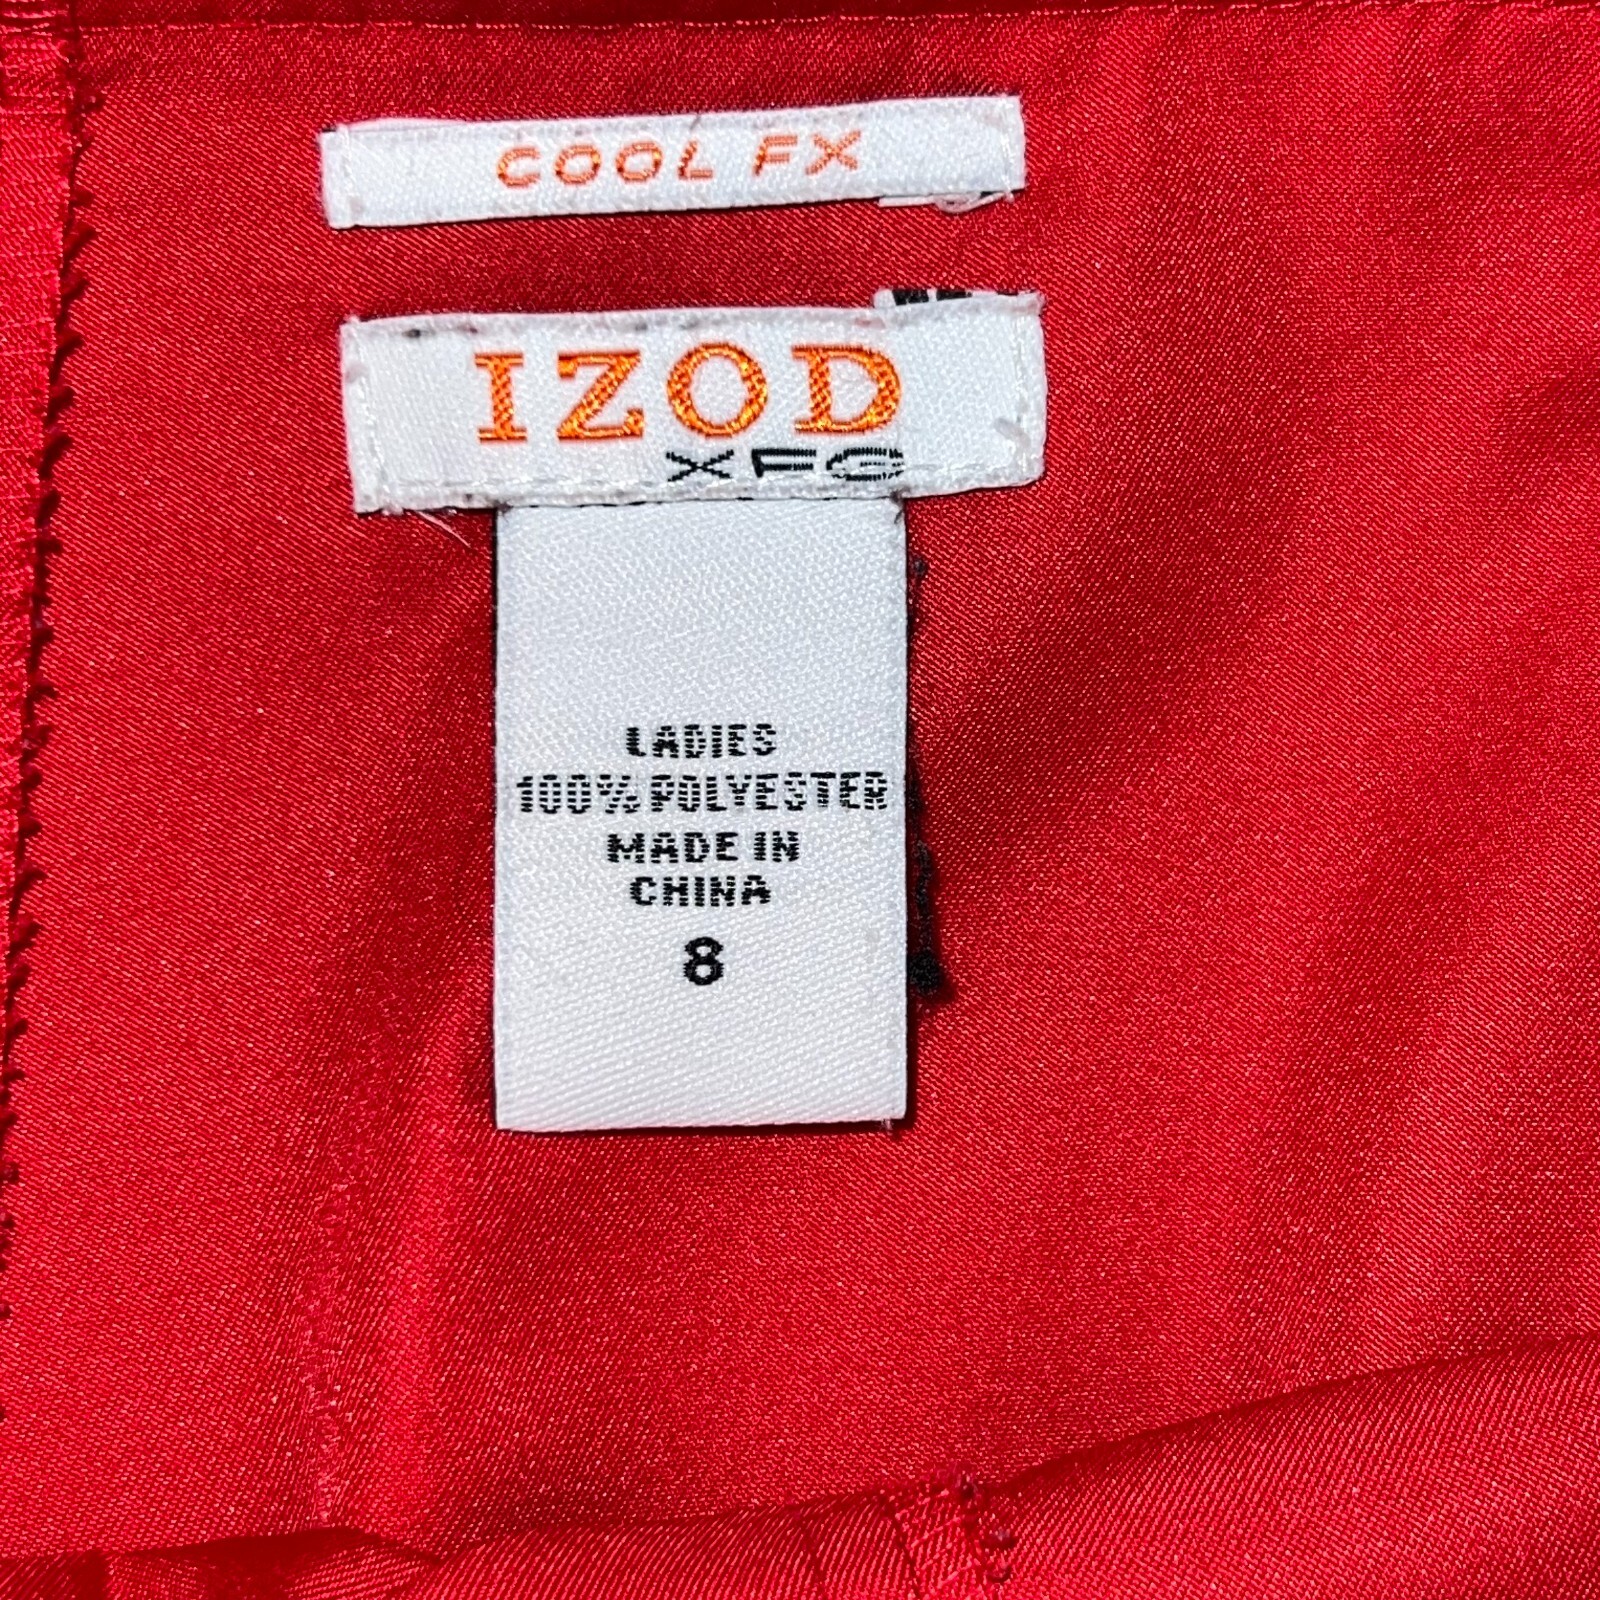 COOL FX
IZOD
XFG
LADIES
100% POLYESTER
MADE IN
CHINA
8